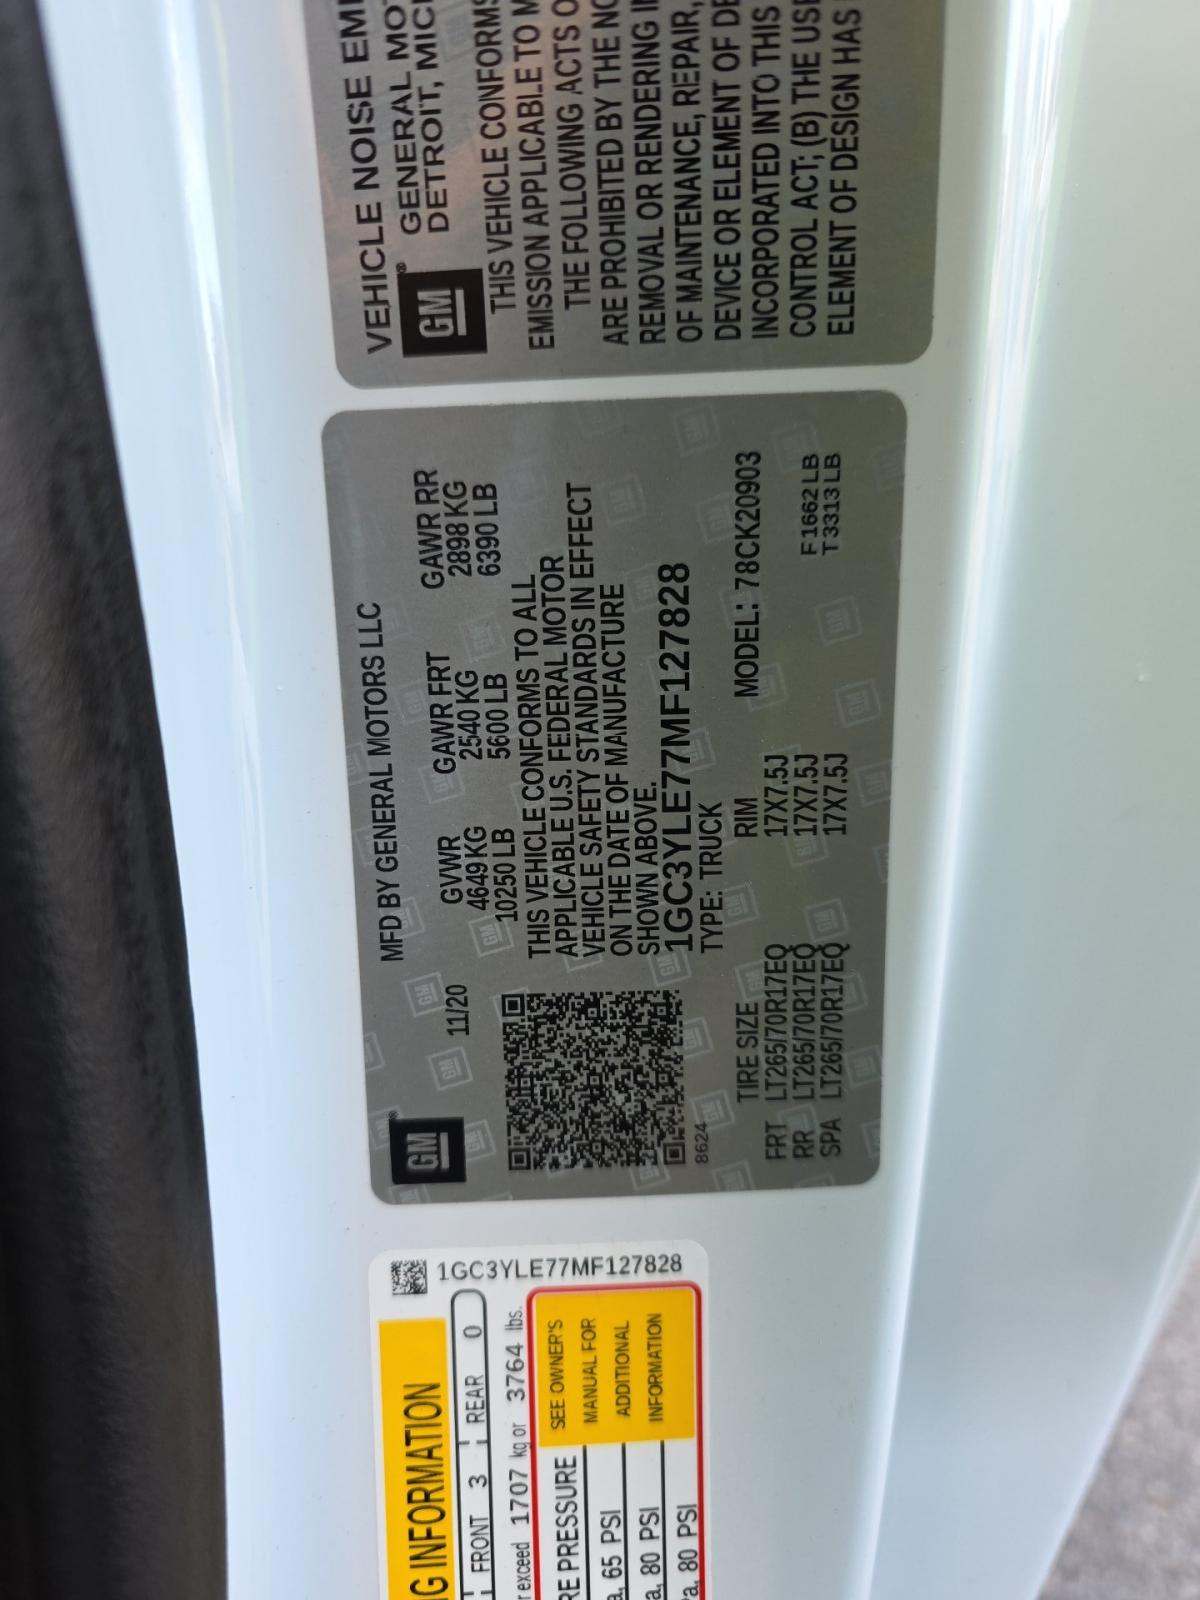 VEHICLE NOISE EMI
GM
GENERAL MOT
DETROIT, MIC
THIS VEHICLE CONFORMS
EMISSION APPLICABLE TO M
THE FOLLOWING ACTS O
ARE PROHIBITED BY THE NO
REMOVAL OR RENDERING I
OF MAINTENANCE, REPAIR,
DEVICE OR ELEMENT OF DE
INCORPORATED INTO THIS
CONTROL ACT; (B) THE USE
ELEMENT OF DESIGN HAS
GM
MFD BY GENERAL MOTORS LLC
11/20
GVWR GAWR FRT GAWR RR
4649 KG 2540 KG 2898 KG
10250 LB 5600 LB 6390 LB
THIS VEHICLE CONFORMS TO ALL
APPLICABLE U.S. FEDERAL MOTOR
VEHICLE SAFETY STANDARDS IN EFFECT
ON THE DATE OF MANUFACTURE
SHOWN ABOVE.
1GC3YLE77MF127828
8624
TYPE: TRUCK MODEL: 78CK20903
TIRE SIZE RIM
FRT LT265/70R17EQ 17X7.5J
RR LT265/70R17EQ 17X7.5J F 1662 LB
SPA LT265/70R17EQ 17X7.5J T 3313 LB
1GC3YLE77MF127828
G INFORMATION
FRONT 3 REAR 0
r exceed 1707 kg or 3764 lbs.
RE PRESSURE
a, 65 PSI
a, 80 PSI
a, 80 PSI
SEE OWNER'S
MANUAL FOR
ADDITIONAL
INFORMATION